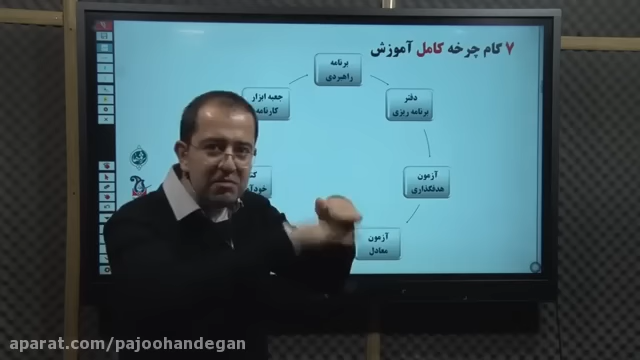 ۷ گام چرخه کامل آموزش
برنامه
راهبردی
دفتر
برنامه ریزی
آزمون
هدفگذاری
آزمون
معادل
جعبه ابزار
کارنامه
aparat.com/pajoohandegan